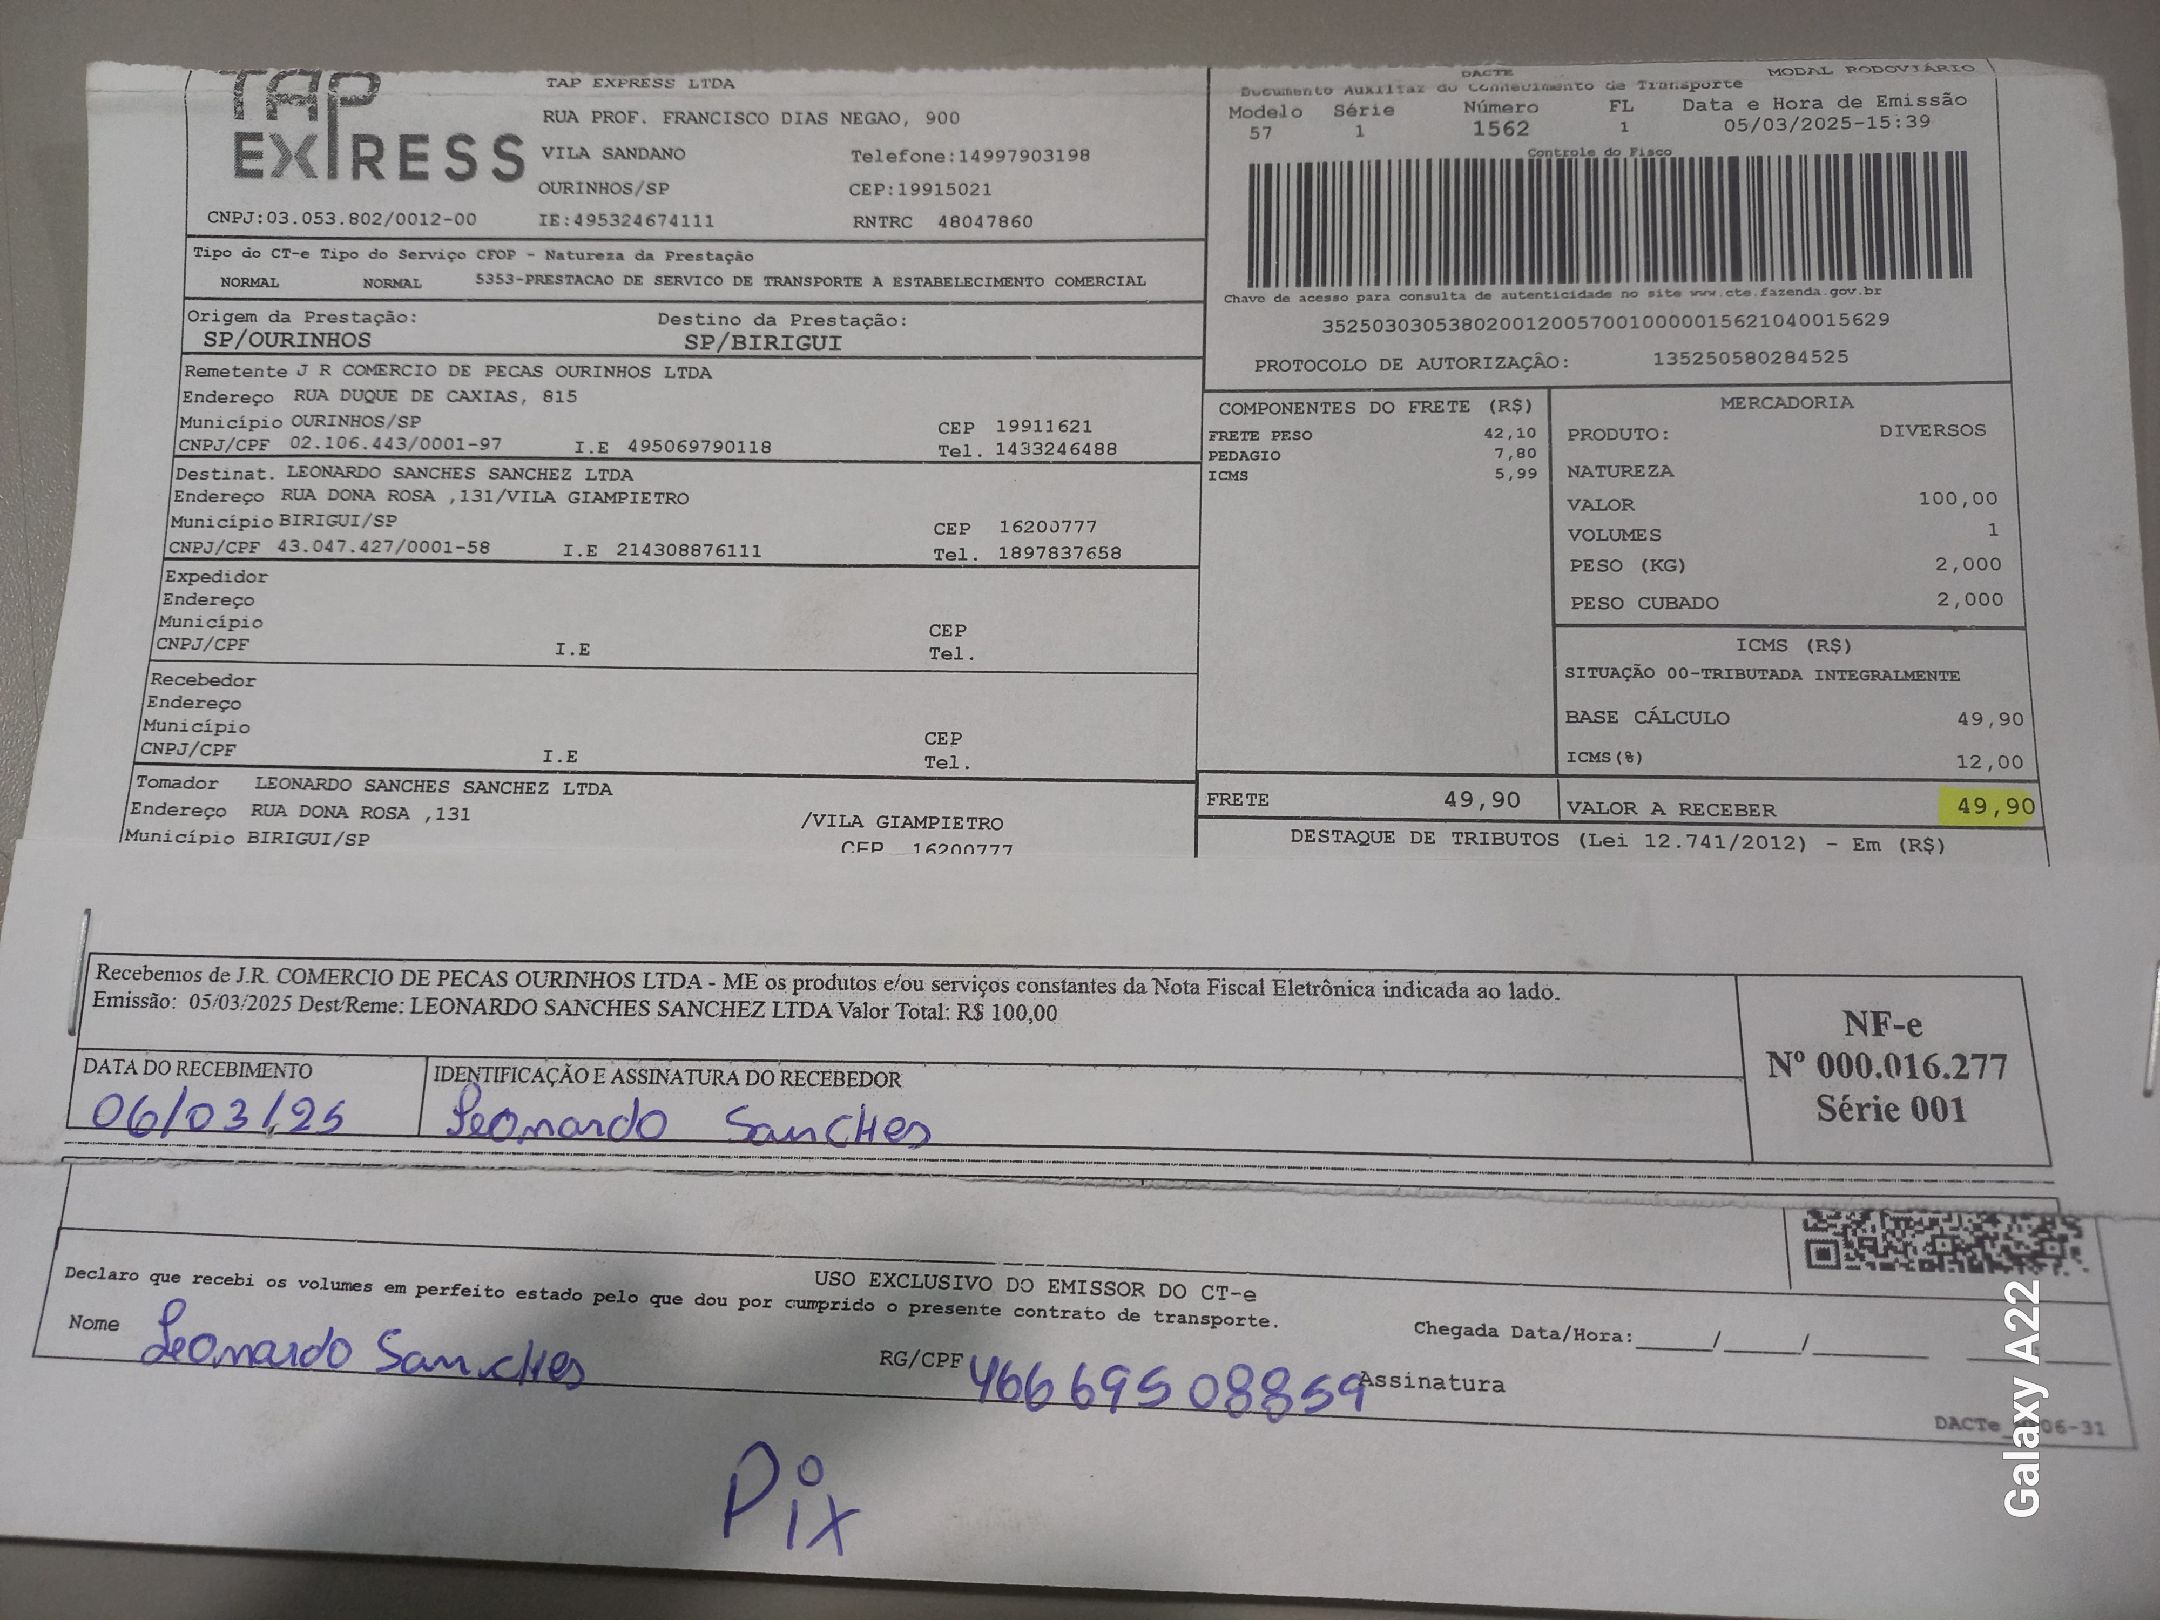 TAP EXPRESS
TAP EXPRESS LTDA
RUA PROF. FRANCISCO DIAS NEGAO, 900
VILA SANDANO Telefone:14997903198
OURINHOS/SP CEP:19915021
CNPJ:03.053.802/0012-00 IE:495324674111 RNTRC 48047860
DACTE MODAL RODOVIÁRIO
Documento Auxiliar do Conhecimento de Transporte
Modelo Série Número FL Data e Hora de Emissão
57 1 1562 1 05/03/2025-15:39
Controle do Fisco
Chave de acesso para consulta de autenticidade no site www.cte.fazenda.gov.br
35250303053802001200570010000015621040015629
PROTOCOLO DE AUTORIZAÇÃO: 135250580284525
Tipo do CT-e Tipo do Serviço CFOP - Natureza da Prestação
NORMAL NORMAL 5353-PRESTACAO DE SERVICO DE TRANSPORTE A ESTABELECIMENTO COMERCIAL
Origem da Prestação: Destino da Prestação:
SP/OURINHOS SP/BIRIGUI
Remetente J R COMERCIO DE PECAS OURINHOS LTDA
Endereço RUA DUQUE DE CAXIAS, 815
Município OURINHOS/SP CEP 19911621
CNPJ/CPF 02.106.443/0001-97 I.E 495069790118 Tel. 1433246488
Destinat. LEONARDO SANCHES SANCHEZ LTDA
Endereço RUA DONA ROSA ,131/VILA GIAMPIETRO
Município BIRIGUI/SP CEP 16200777
CNPJ/CPF 43.047.427/0001-58 I.E 214308876111 Tel. 1897837658
Expedidor
Endereço
Município CEP
CNPJ/CPF I.E Tel.
Recebedor
Endereço
Município CEP
CNPJ/CPF I.E Tel.
Tomador LEONARDO SANCHES SANCHEZ LTDA
Endereço RUA DONA ROSA ,131 /VILA GIAMPIETRO
Município BIRIGUI/SP CEP 16200777
COMPONENTES DO FRETE (R$)
FRETE PESO 42,10
PEDAGIO 7,80
ICMS 5,99
MERCADORIA
PRODUTO: DIVERSOS
NATUREZA
VALOR 100,00
VOLUMES 1
PESO (KG) 2,000
PESO CUBADO 2,000
ICMS (R$)
SITUAÇÃO 00-TRIBUTADA INTEGRALMENTE
BASE CÁLCULO 49,90
ICMS(%) 12,00
FRETE 49,90 VALOR A RECEBER 49,90
DESTAQUE DE TRIBUTOS (Lei 12.741/2012) - Em (R$)
Recebemos de J.R. COMERCIO DE PECAS OURINHOS LTDA - ME os produtos e/ou serviços constantes da Nota Fiscal Eletrônica indicada ao lado.
Emissão: 05/03/2025 Dest/Reme: LEONARDO SANCHES SANCHEZ LTDA Valor Total: R$ 100,00
DATA DO RECEBIMENTO IDENTIFICAÇÃO E ASSINATURA DO RECEBEDOR
06/03/25 Leonardo Sanches
NF-e
Nº 000.016.277
Série 001
USO EXCLUSIVO DO EMISSOR DO CT-e
Declaro que recebi os volumes em perfeito estado pelo que dou por cumprido o presente contrato de transporte.
Nome Leonardo Sanches RG/CPF 46669508859 Assinatura
Chegada Data/Hora:_____/_____/_____
Pix
Galaxy A22